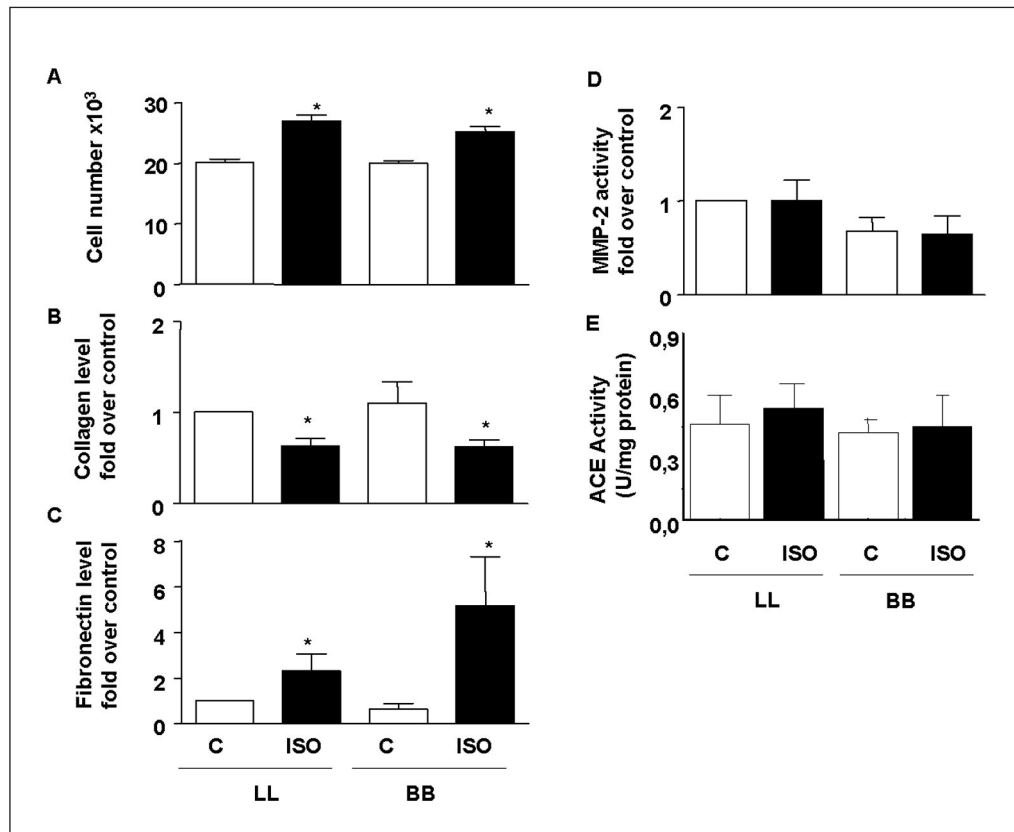 A
Cell number x10³
30
20
10
0
*
*
B
Collagen level
fold over control
2
1
0
*
*
C
Fibronectin level
fold over control
8
6
4
2
0
*
*
C ISO C ISO
LL BB
D
MMP-2 activity
fold over control
2
1
0
E
ACE Activity
(U/mg protein)
0,9
0,6
0,3
0,0
C ISO C ISO
LL BB